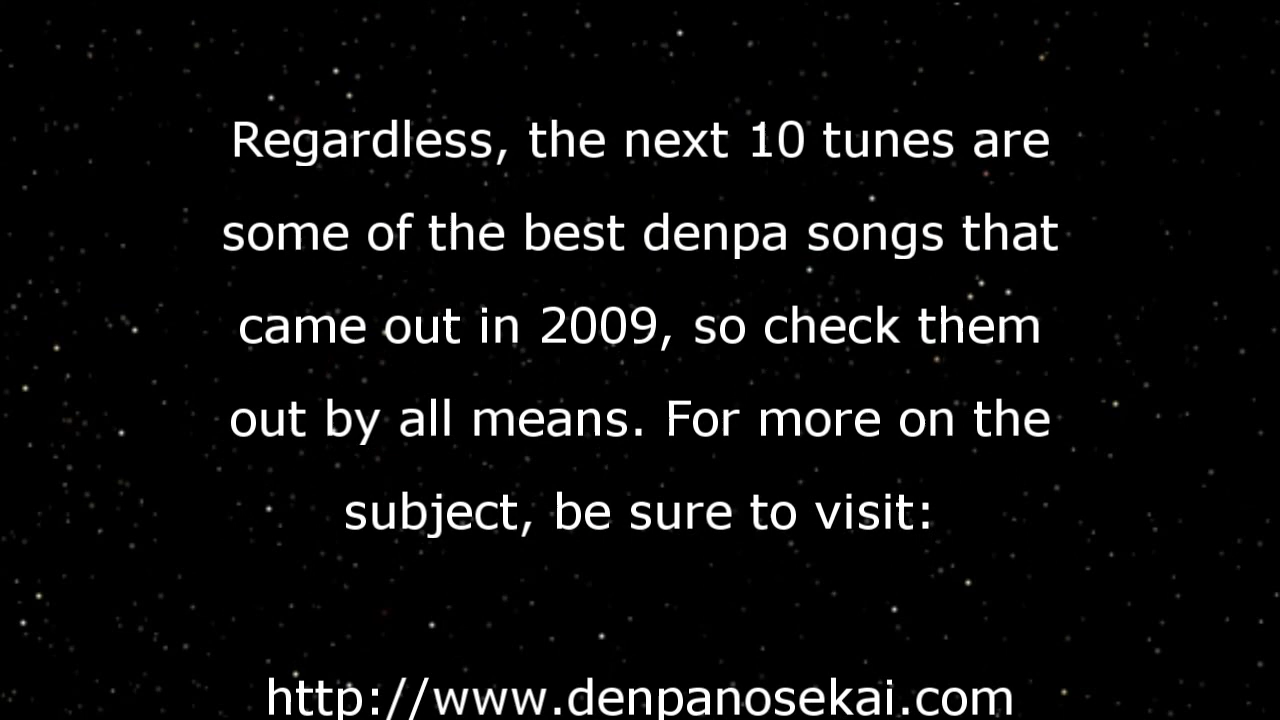 Regardless, the next 10 tunes are
some of the best denpa songs that
came out in 2009, so check them
out by all means. For more on the
subject, be sure to visit:
http://www.denpanosekai.com